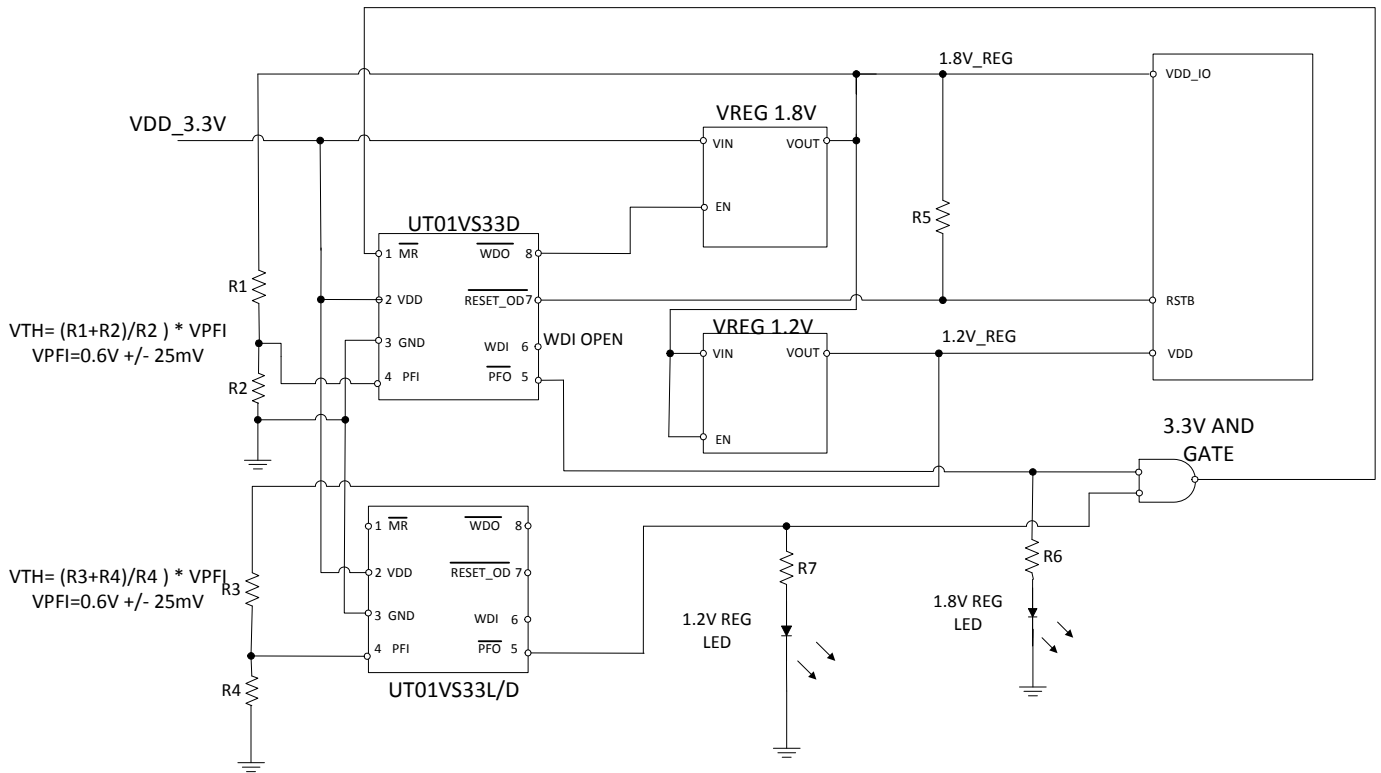 1.8V_REG
VDD_IO
VREG 1.8V
VDD_3.3V
VIN
VOUT
EN
R5
UT01VS33D
1 MR
WDO 8
R1
2 VDD
RESET_OD 7
RSTB
VTH= (R1+R2)/R2 ) * VPFI
VPFI=0.6V +/- 25mV
3 GND
WDI 6
WDI OPEN
4 PFI
PFO 5
R2
VREG 1.2V
VIN
VOUT
EN
1.2V_REG
VDD
3.3V AND
GATE
1 MR
WDO 8
VTH= (R3+R4)/R4 ) * VPFI
VPFI=0.6V +/- 25mV
R3
2 VDD
RESET_OD 7
3 GND
WDI 6
4 PFI
PFO 5
R4
UT01VS33L/D
R7
R6
1.2V REG
LED
1.8V REG
LED